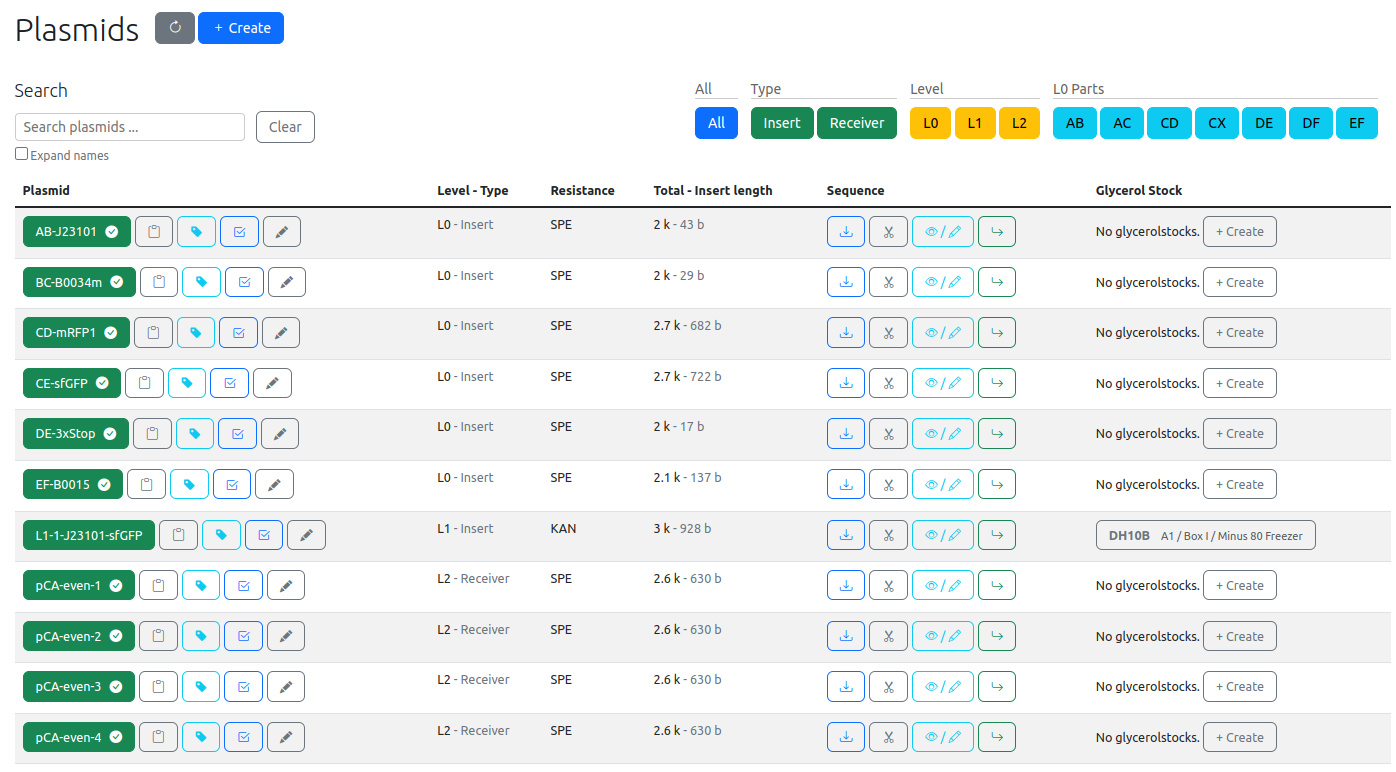 Plasmids + Create
Search
Search plasmids ... Clear
Expand names
All Type Level L0 Parts
All Insert Receiver L0 L1 L2 AB AC CD CX DE DF EF
Plasmid Level - Type Resistance Total - Insert length Sequence Glycerol Stock
AB-J23101 L0 - Insert SPE 2 k - 43 b / No glycerolstocks. + Create
BC-B0034m L0 - Insert SPE 2 k - 29 b / No glycerolstocks. + Create
CD-mRFP1 L0 - Insert SPE 2.7 k - 682 b / No glycerolstocks. + Create
CE-sfGFP L0 - Insert SPE 2.7 k - 722 b / No glycerolstocks. + Create
DE-3xStop L0 - Insert SPE 2 k - 17 b / No glycerolstocks. + Create
EF-B0015 L0 - Insert SPE 2.1 k - 137 b / No glycerolstocks. + Create
L1-1-J23101-sfGFP L1 - Insert KAN 3 k - 928 b / DH10B A1 / Box I / Minus 80 Freezer
pCA-even-1 L2 - Receiver SPE 2.6 k - 630 b / No glycerolstocks. + Create
pCA-even-2 L2 - Receiver SPE 2.6 k - 630 b / No glycerolstocks. + Create
pCA-even-3 L2 - Receiver SPE 2.6 k - 630 b / No glycerolstocks. + Create
pCA-even-4 L2 - Receiver SPE 2.6 k - 630 b / No glycerolstocks. + Create